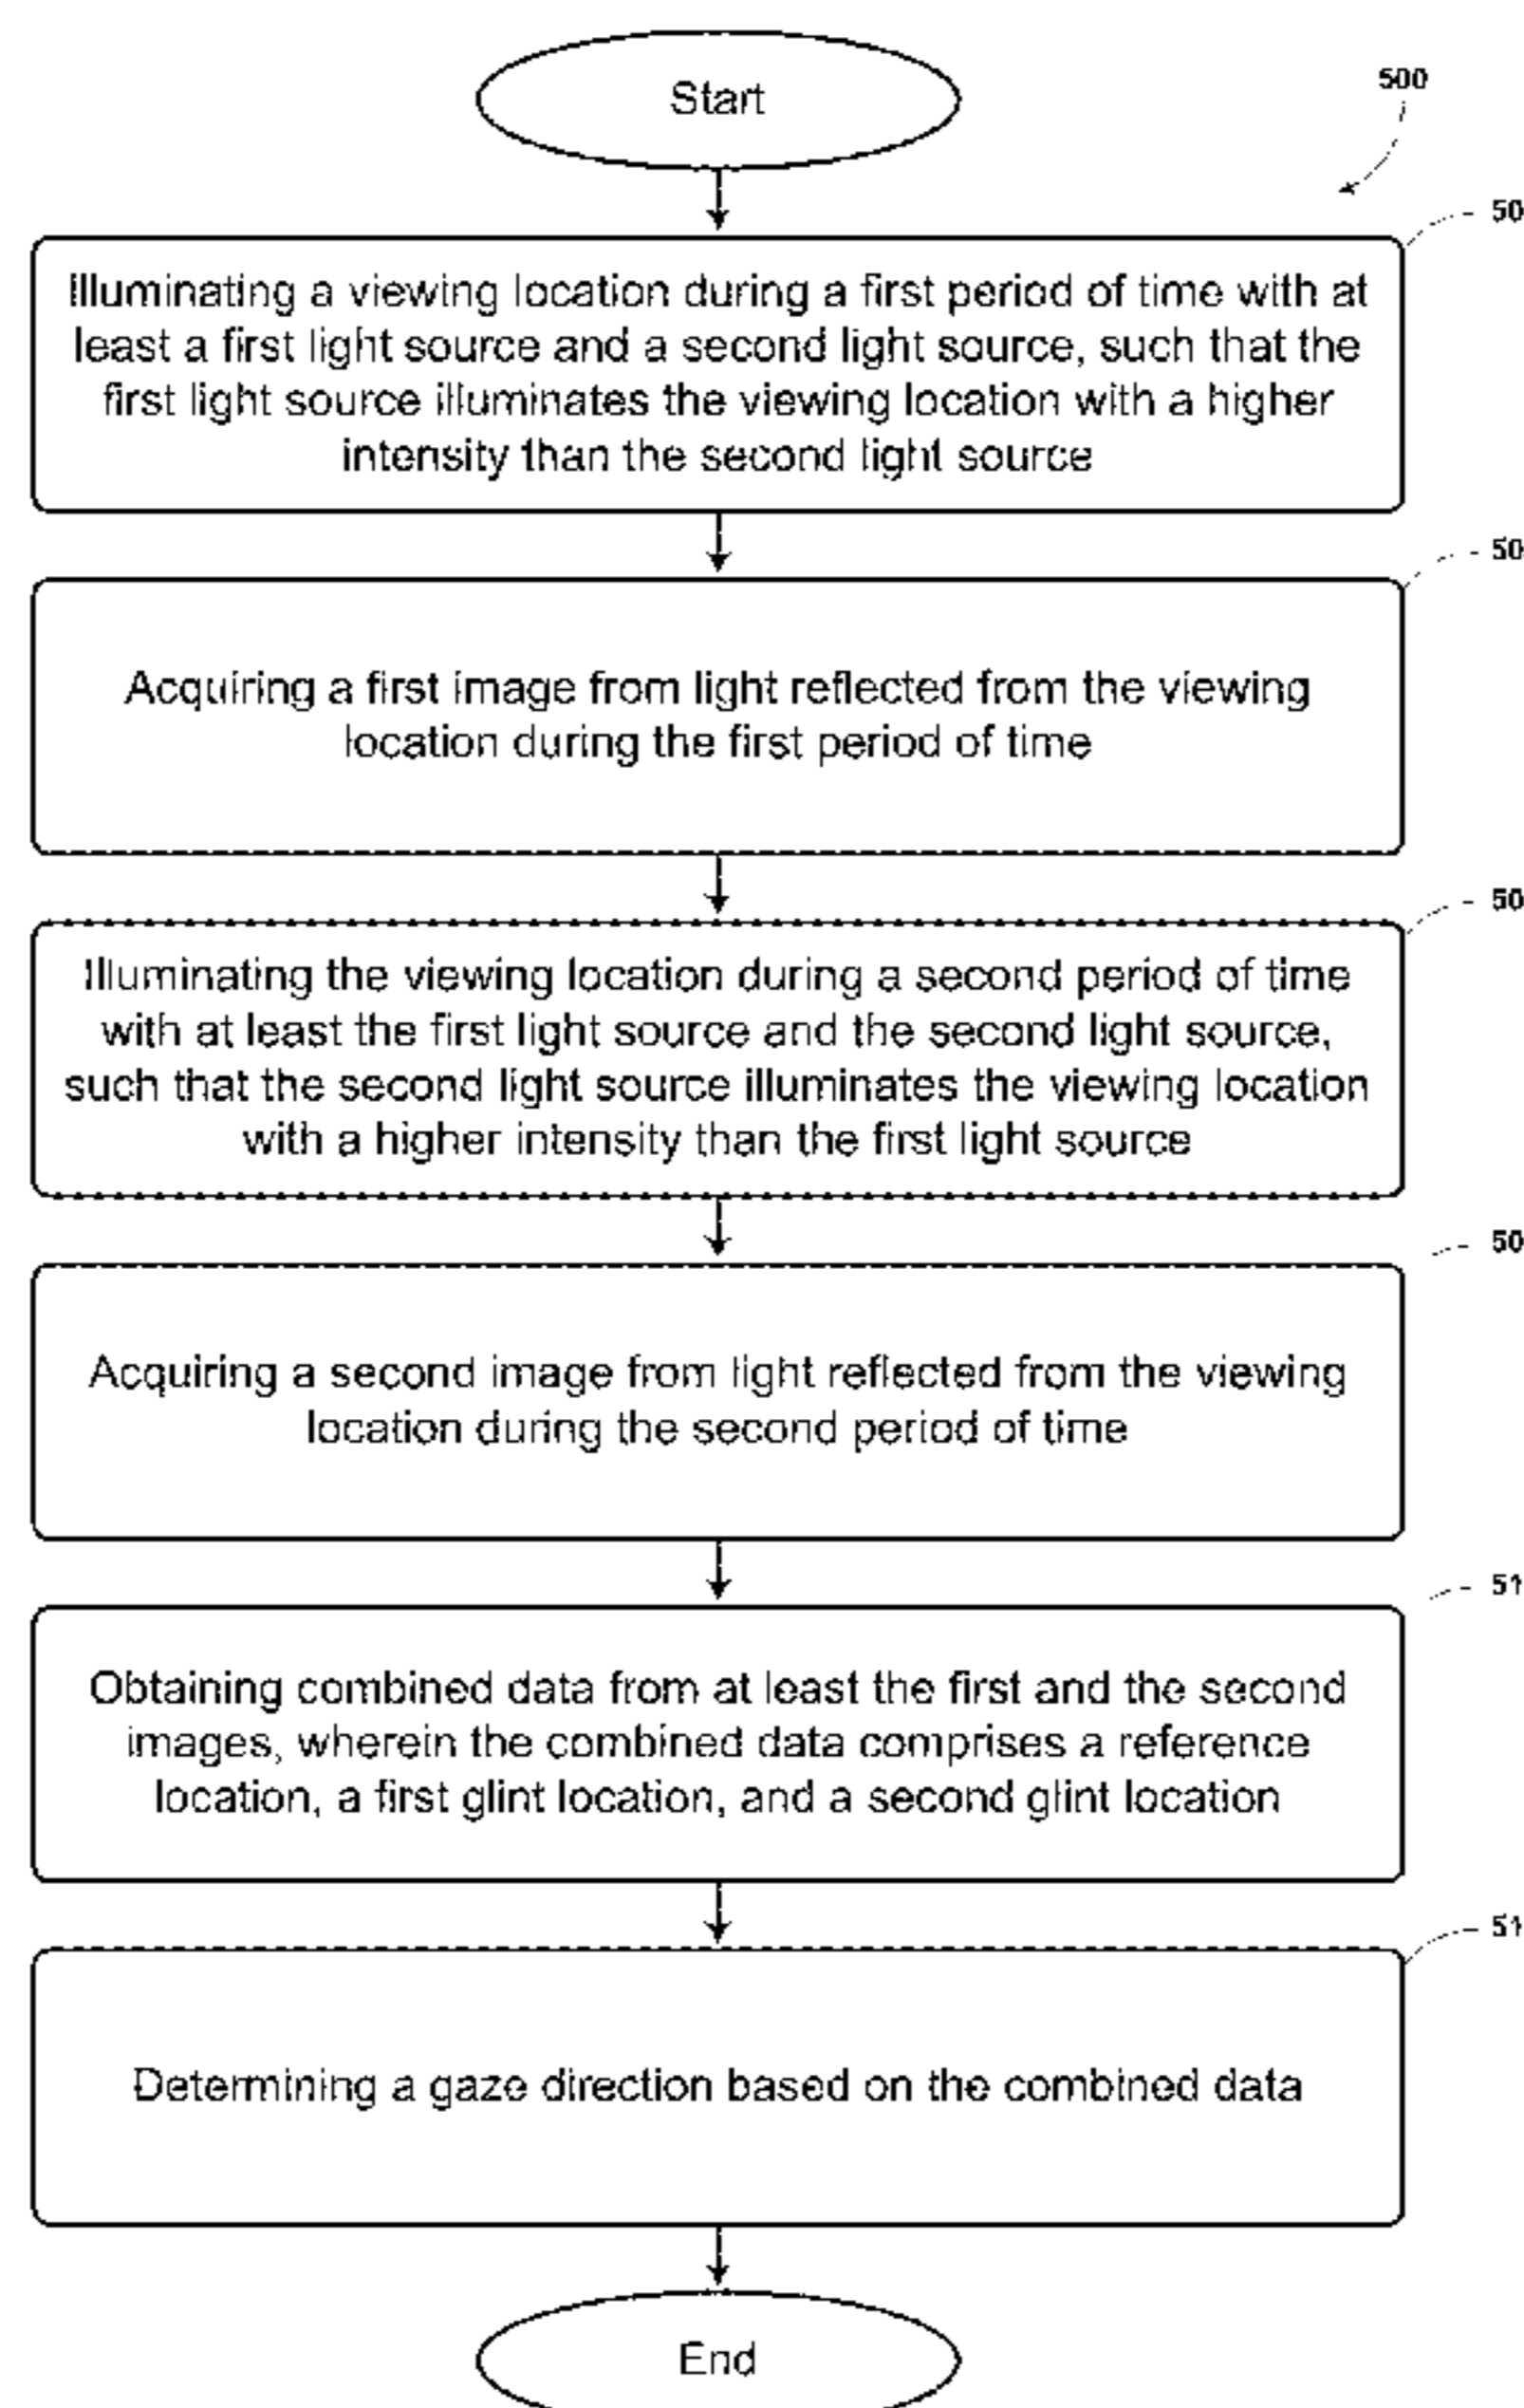 Start
500
50
Illuminating a viewing location during a first period of time with at
least a first light source and a second light source, such that the
first light source illuminates the viewing location with a higher
intensity than the second light source
50
Acquiring a first image from light reflected from the viewing
location during the first period of time
50
Illuminating the viewing location during a second period of time
with at least the first light source and the second light source,
such that the second light source illuminates the viewing location
with a higher intensity than the first light source
50
Acquiring a second image from light reflected from the viewing
location during the second period of time
51
Obtaining combined data from at least the first and the second
images, wherein the combined data comprises a reference
location, a first glint location, and a second glint location
51
Determining a gaze direction based on the combined data
End